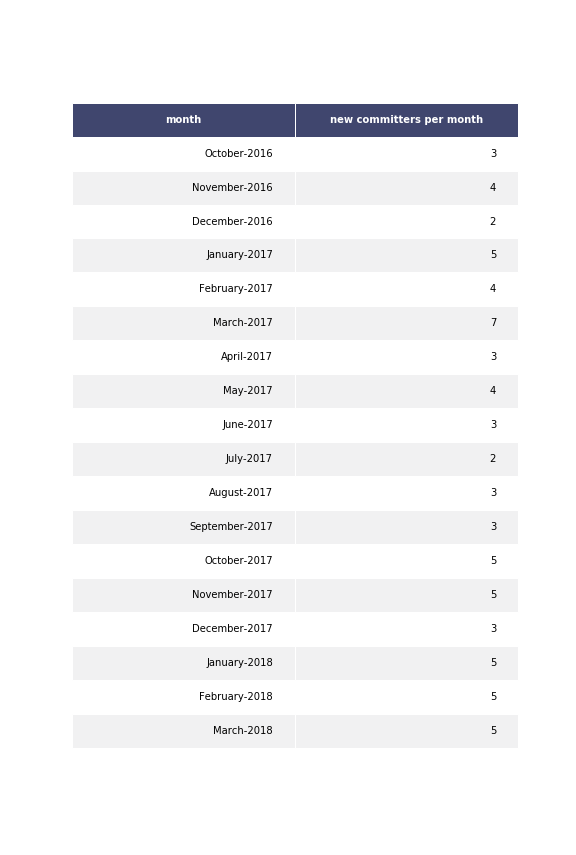 month new committers per month
October-2016 3
November-2016 4
December-2016 2
January-2017 5
February-2017 4
March-2017 7
April-2017 3
May-2017 4
June-2017 3
July-2017 2
August-2017 3
September-2017 3
October-2017 5
November-2017 5
December-2017 3
January-2018 5
February-2018 5
March-2018 5